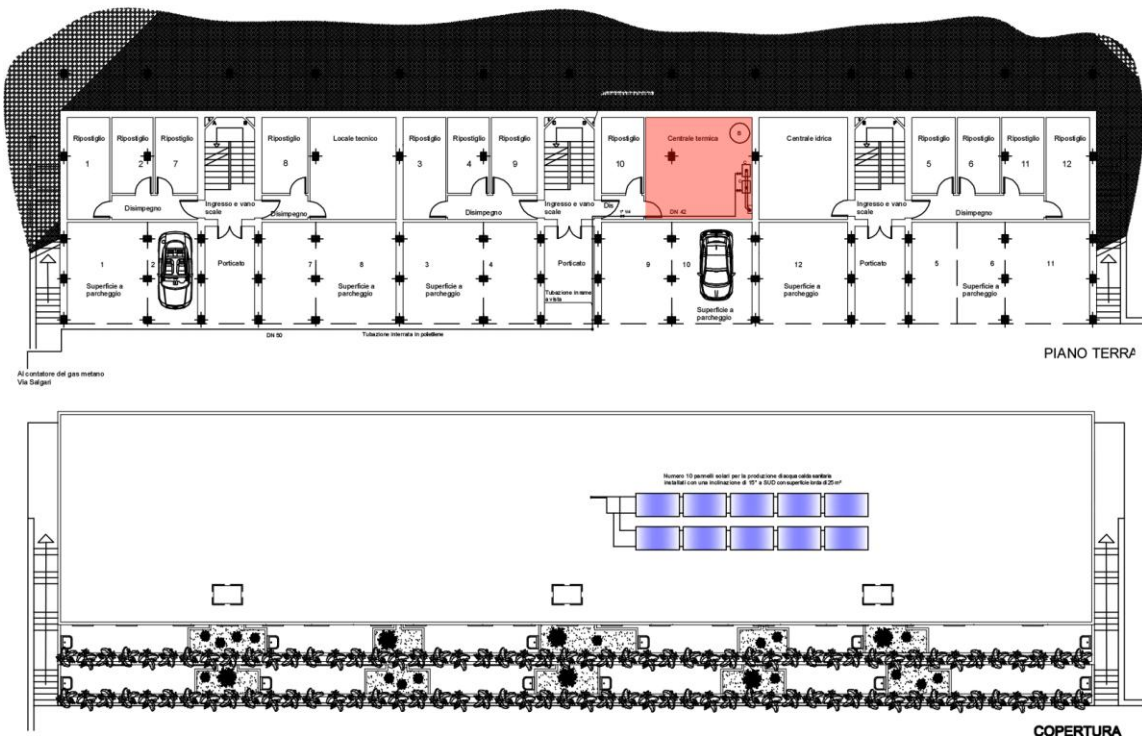 Ripostiglio
Ripostiglio
Ripostiglio
Ripostiglio
Locale tecnico
Ripostiglio
Ripostiglio
Ripostiglio
Ripostiglio
Centrale termica
Centrale idrica
Ripostiglio
Ripostiglio
Ripostiglio
Ripostiglio
1
2
7
8
3
4
9
10
5
6
11
12
Disimpegno
Ingresso e vano
scale
Disimpegno
Disimpegno
Ingresso e vano
scale
Dis
DN 42
Ingresso e vano
scale
Disimpegno
1
2
Porticato
7
8
3
4
Porticato
9
10
12
Porticato
5
6
11
Superficie a
parcheggio
Superficie a
parcheggio
Superficie a
parcheggio
Superficie a
parcheggio
Superficie a
parcheggio
Superficie a
parcheggio
Tubazione in rame
a vista
DN 50
Tubazione interrata in polietilene
PIANO TERRA
Al contatore del gas metano
Via Salgari
Numero 10 pannelli solari per la produzione di acqua calda sanitaria
installati con una inclinazione di 15° a SUD con superficie lorda di 25 m²
COPERTURA